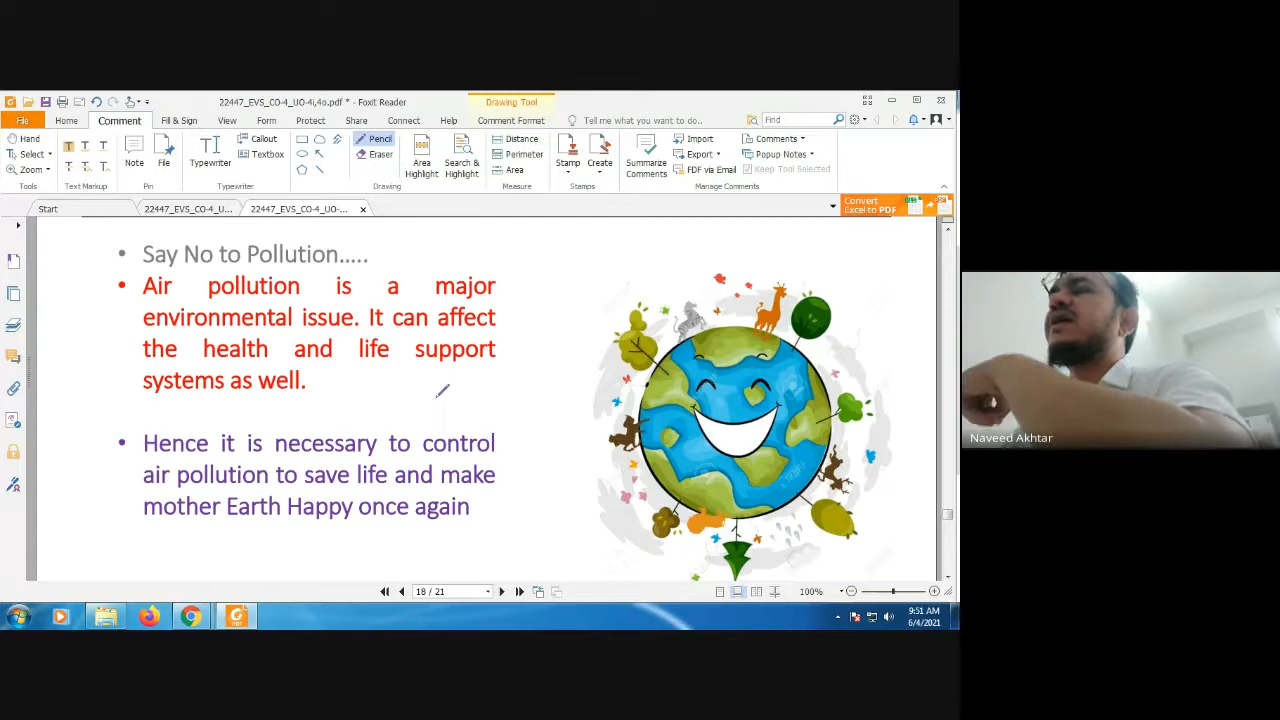 22447_EVS_CO-4_UO-4i,4o.pdf * - Foxit Reader
Drawing Tool
File
Home
Comment
Fill & Sign
View
Form
Protect
Share
Connect
Help
Comment Format
Tell me what you want to do...
Find
Hand
Select
Zoom
Tools
Text Markup
Note
File
Pin
Typewriter
Callout
Textbox
Typewriter
Pencil
Eraser
Drawing
Area Highlight
Search & Highlight
Distance
Perimeter
Area
Measure
Stamp
Create
Stamps
Summarize Comments
Import
Export
FDF via Email
Comments
Popup Notes
Keep Tool Selected
Manage Comments
Start
22447_EVS_CO-4_U...
22447_EVS_CO-4_UO-...
Convert
Excel to PDF
• Say No to Pollution.....
• Air pollution is a major
environmental issue. It can affect
the health and life support
systems as well.
• Hence it is necessary to control
air pollution to save life and make
mother Earth Happy once again
Naveed Akhtar
18 / 21
100%
9:51 AM
6/4/2021